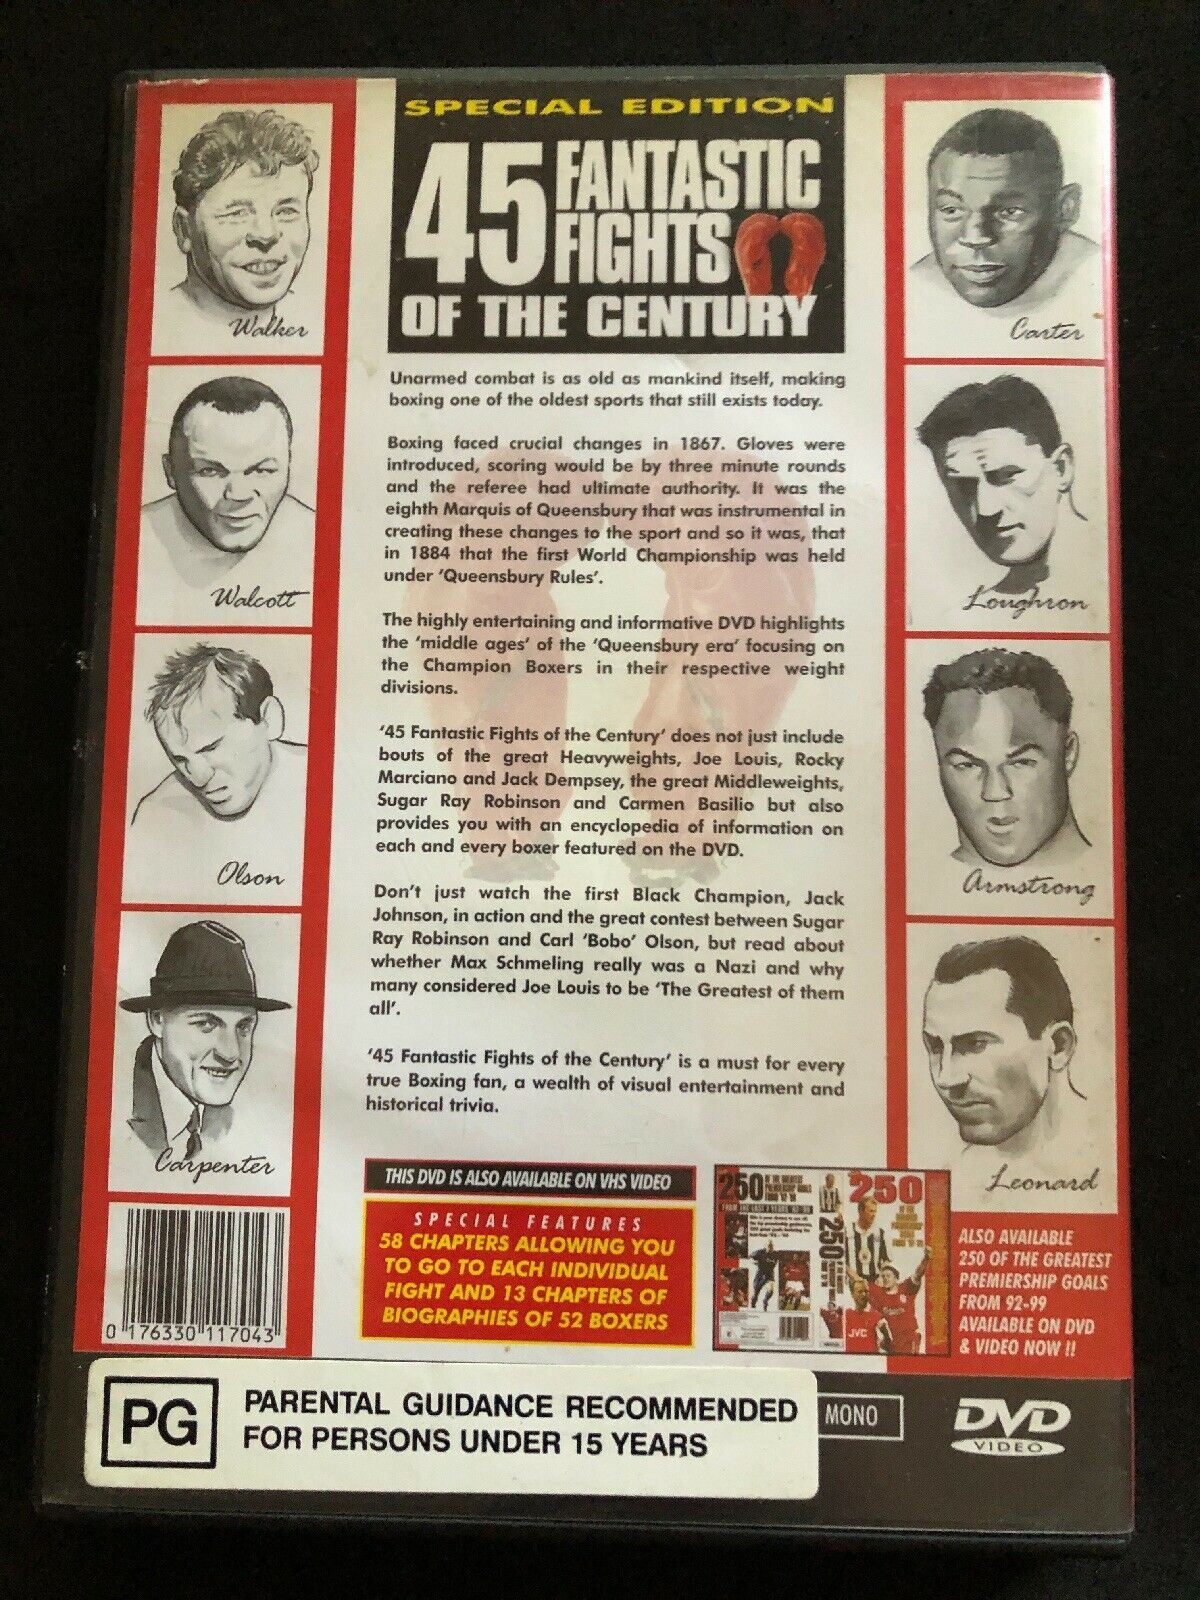 SPECIAL EDITION
45 FANTASTIC
FIGHTS
OF THE CENTURY
Walker
Walcott
Olson
Carpenter
Carter
Loughron
Armstrong
Leonard
Unarmed combat is as old as mankind itself, making
boxing one of the oldest sports that still exists today.
Boxing faced crucial changes in 1867. Gloves were
introduced, scoring would be by three minute rounds
and the referee had ultimate authority. It was the
eighth Marquis of Queensbury that was instrumental in
creating these changes to the sport and so it was, that
in 1884 that the first World Championship was held
under 'Queensbury Rules'.
The highly entertaining and informative DVD highlights
the 'middle ages' of the 'Queensbury era' focusing on
the Champion Boxers in their respective weight
divisions.
'45 Fantastic Fights of the Century' does not just include
bouts of the great Heavyweights, Joe Louis, Rocky
Marciano and Jack Dempsey, the great Middleweights,
Sugar Ray Robinson and Carmen Basilio but also
provides you with an encyclopedia of information on
each and every boxer featured on the DVD.
Don't just watch the first Black Champion, Jack
Johnson, in action and the great contest between Sugar
Ray Robinson and Carl 'Bobo' Olson, but read about
whether Max Schmeling really was a Nazi and why
many considered Joe Louis to be 'The Greatest of them
all'.
'45 Fantastic Fights of the Century' is a must for every
true Boxing fan, a wealth of visual entertainment and
historical trivia.
THIS DVD IS ALSO AVAILABLE ON VHS VIDEO
SPECIAL FEATURES
58 CHAPTERS ALLOWING YOU
TO GO TO EACH INDIVIDUAL
FIGHT AND 13 CHAPTERS OF
BIOGRAPHIES OF 52 BOXERS
250
250
250
JVC
ALSO AVAILABLE
250 OF THE GREATEST
PREMIERSHIP GOALS
FROM 92-99
AVAILABLE ON DVD
& VIDEO NOW !!
0 176330 117043
PG
PARENTAL GUIDANCE RECOMMENDED
FOR PERSONS UNDER 15 YEARS
MONO
DVD
VIDEO